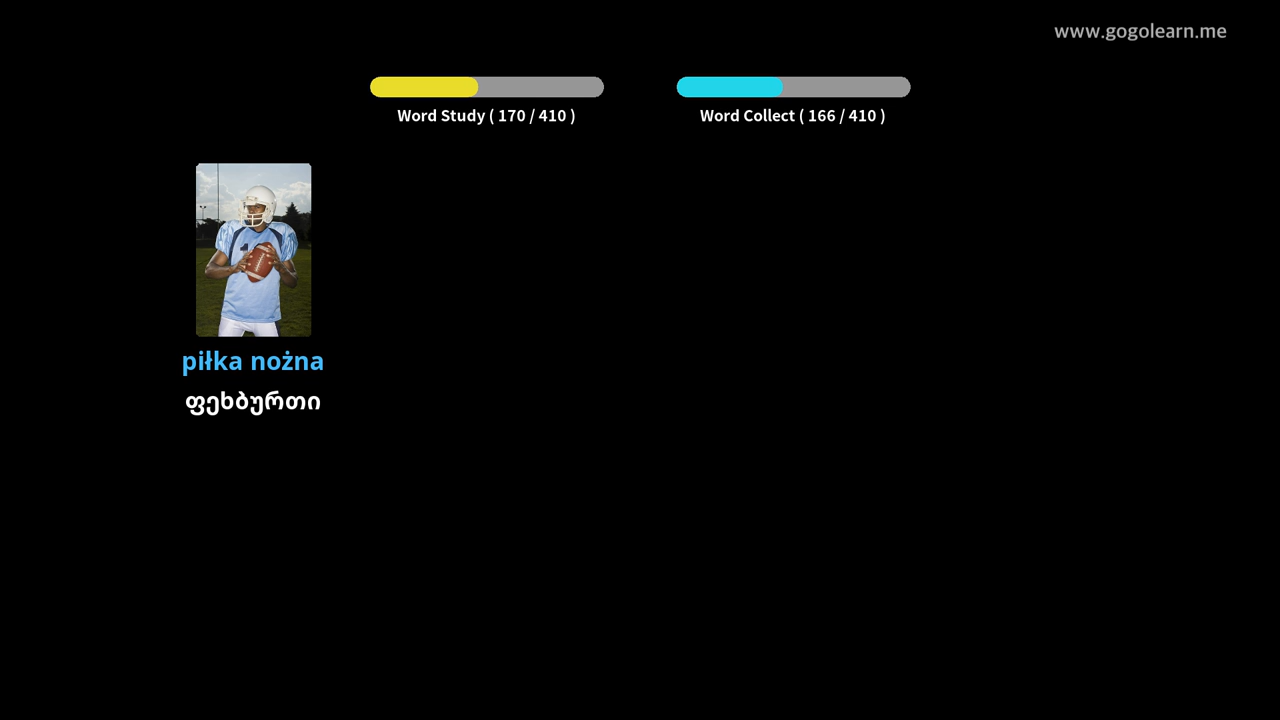 www.gogolearn.me
Word Study ( 170 / 410 )
Word Collect ( 166 / 410 )
piłka nożna
ფეხბურთი